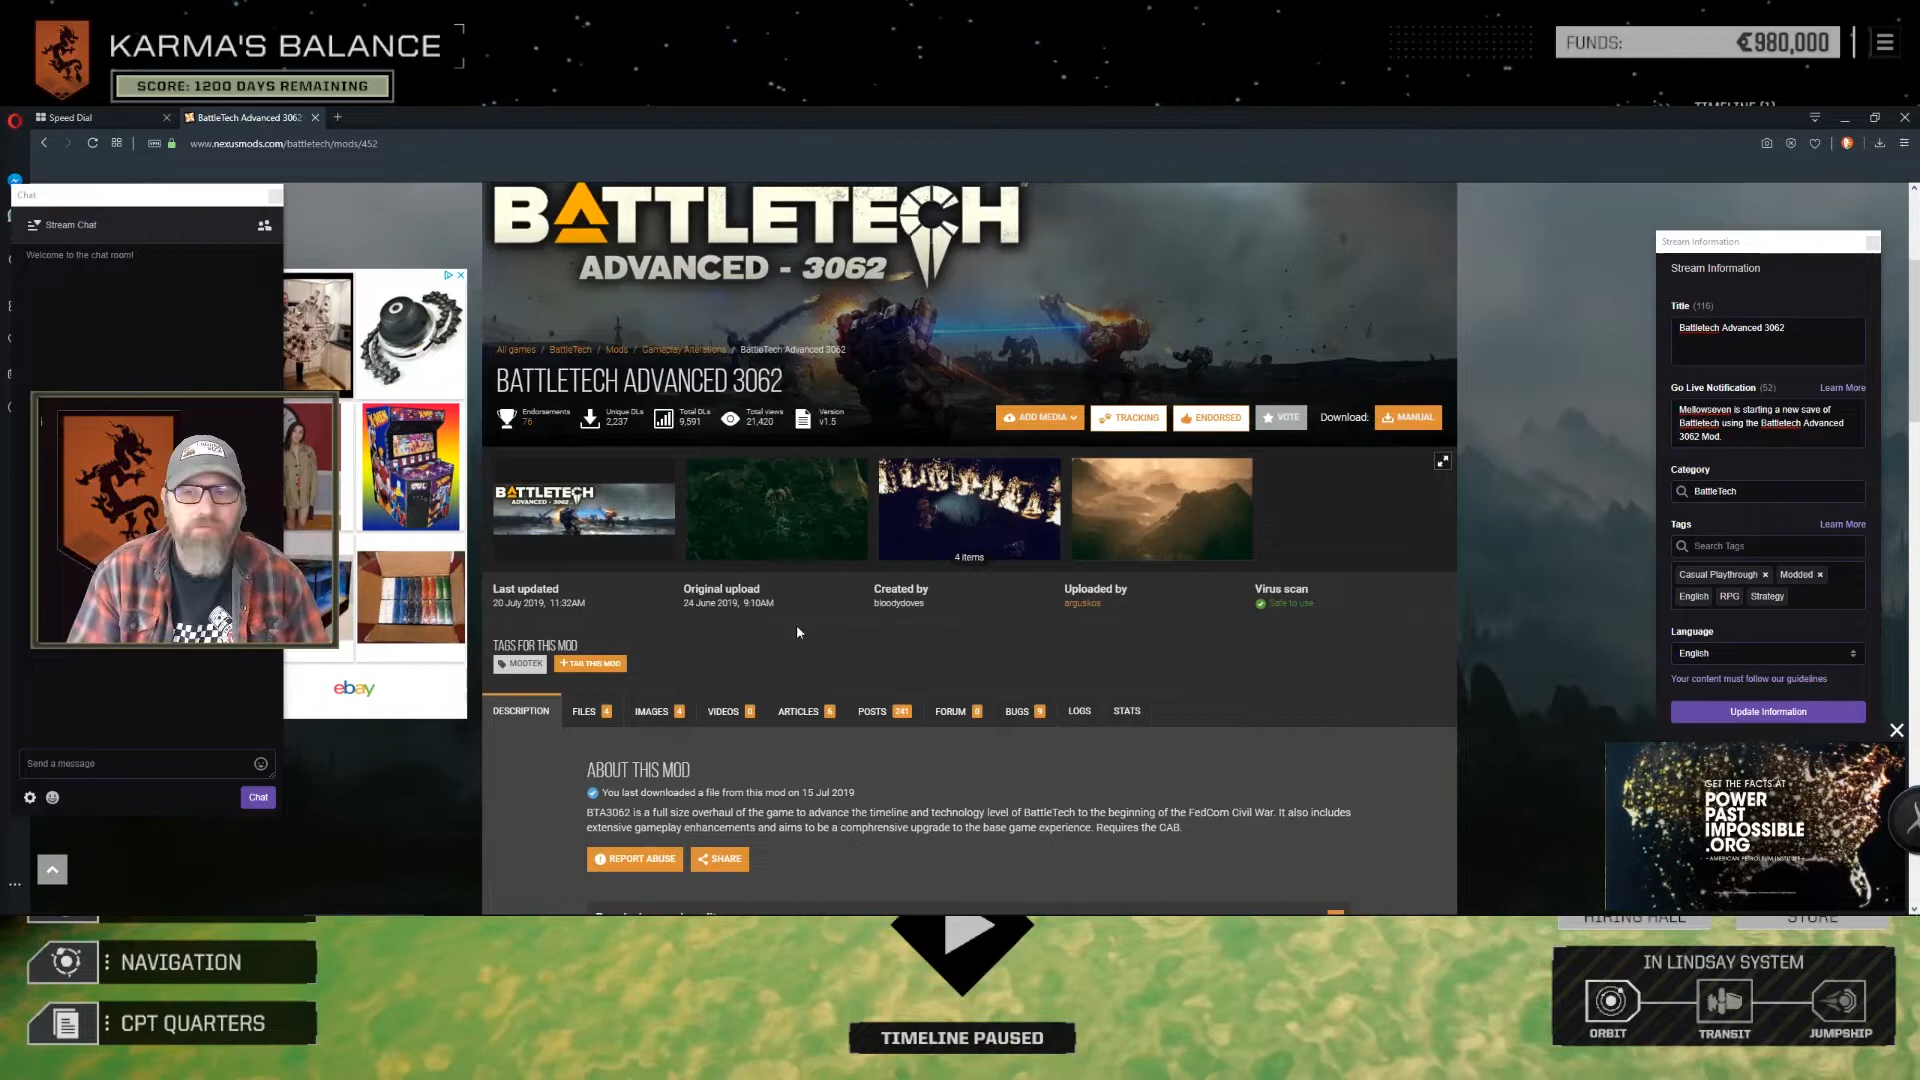 KARMA'S BALANCE
SCORE: 1200 DAYS REMAINING
FUNDS:
980,000
Speed Dial
BattleTech Advanced 3062
www.nexusmods.com/battletech/mods/452
Chat
Stream Chat
Welcome to the chat room!
Send a message
Chat
ebay
BATTLETECH
ADVANCED - 3062
All games / BattleTech / Mods / Gameplay Alterations / BattleTech Advanced 3062
BATTLETECH ADVANCED 3062
Endorsements
76
Unique DLs
2,237
Total DLs
9,591
Total views
21,420
Version
v1.5
ADD MEDIA
TRACKING
ENDORSED
VOTE
Download:
MANUAL
BATTLETECH
ADVANCED - 3062
4 items
Last updated
20 July 2019, 11:32AM
Original upload
24 June 2019, 9:10AM
Created by
bloodydoves
Uploaded by
arguskos
Virus scan
Safe to use
TAGS FOR THIS MOD
MODTEK
+ TAG THIS MOD
DESCRIPTION
FILES 4
IMAGES 4
VIDEOS 0
ARTICLES 6
POSTS 241
FORUM 0
BUGS 9
LOGS
STATS
ABOUT THIS MOD
You last downloaded a file from this mod on 15 Jul 2019
BTA3062 is a full size overhaul of the game to advance the timeline and technology level of BattleTech to the beginning of the FedCom Civil War. It also includes
extensive gameplay enhancements and aims to be a comphrensive upgrade to the base game experience. Requires the CAB.
REPORT ABUSE
SHARE
Stream Information
Stream Information
Title (116)
Battletech Advanced 3062
Go Live Notification (52)
Learn More
Mellowseven is starting a new save of
Battletech using the Battletech Advanced
3062 Mod.
Category
BattleTech
Tags
Learn More
Search Tags
Casual Playthrough ×
Modded ×
English
RPG
Strategy
Language
English
Your content must follow our guidelines
Update Information
GET THE FACTS AT
POWER
PAST
IMPOSSIBLE
.ORG
AMERICAN PETROLEUM INSTITUTE
HIRING HALL
STORE
: NAVIGATION
: CPT QUARTERS
TIMELINE PAUSED
IN LINDSAY SYSTEM
ORBIT
TRANSIT
JUMPSHIP